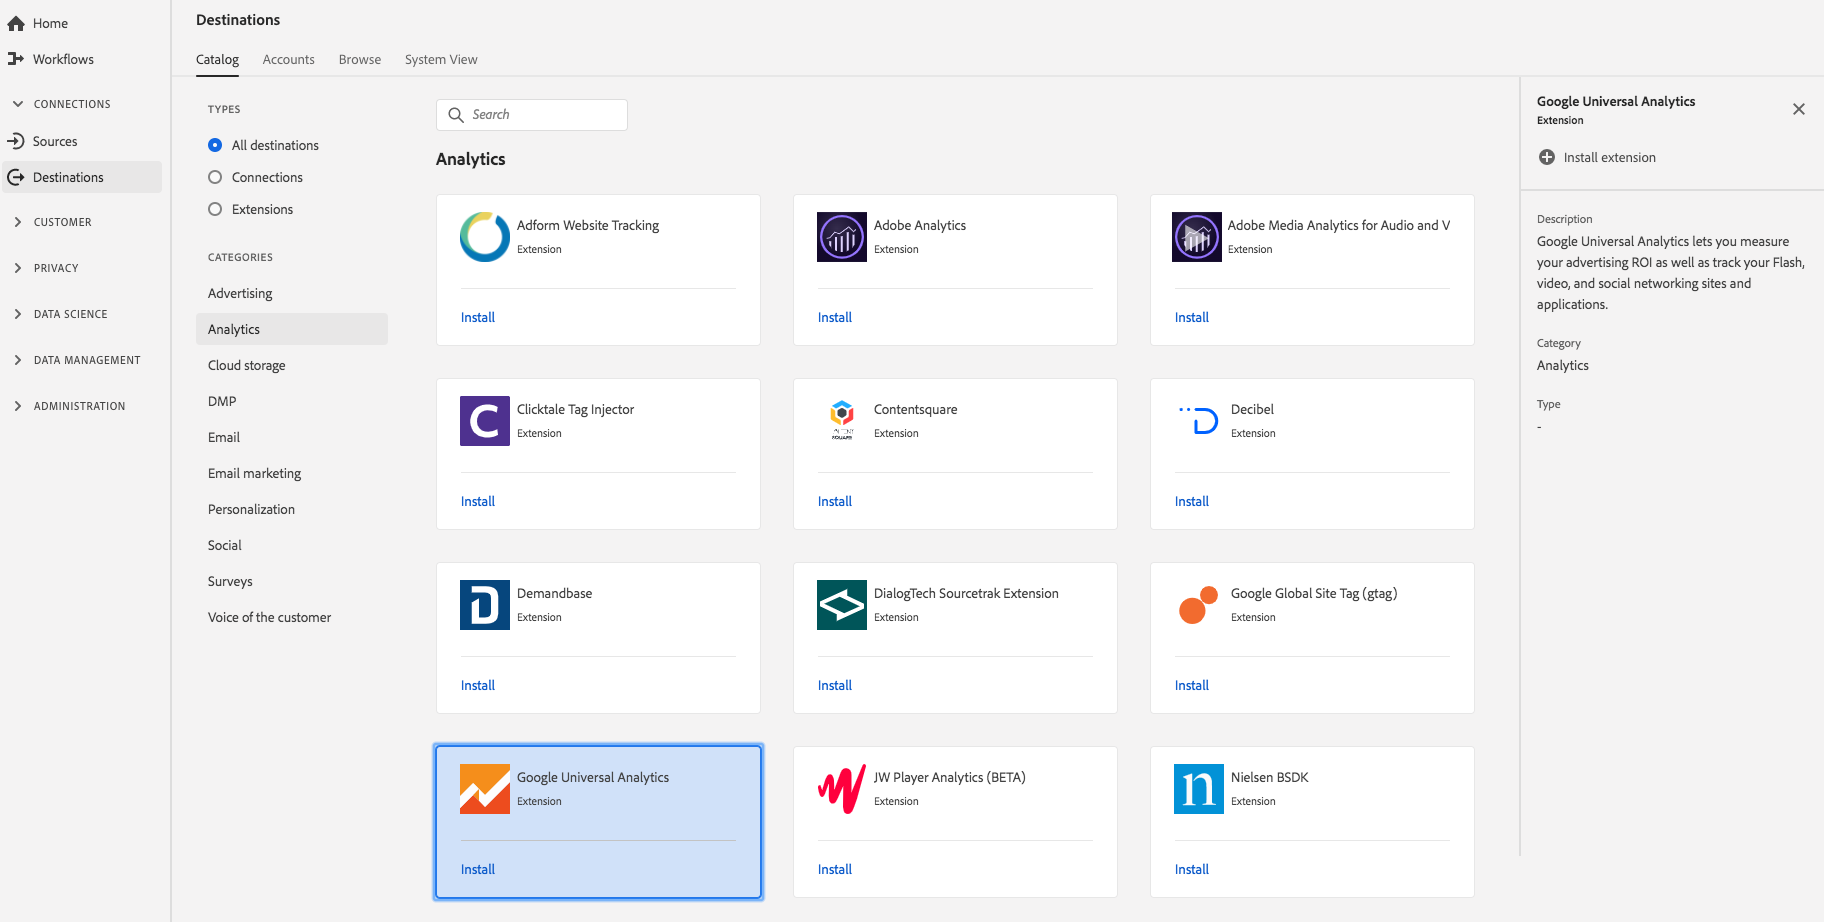 Home
Workflows
CONNECTIONS
Sources
Destinations
CUSTOMER
PRIVACY
DATA SCIENCE
DATA MANAGEMENT
ADMINISTRATION
Destinations
Catalog Accounts Browse System View
TYPES
All destinations
Connections
Extensions
CATEGORIES
Advertising
Analytics
Cloud storage
DMP
Email
Email marketing
Personalization
Social
Surveys
Voice of the customer
Search
Analytics
Adform Website Tracking
Extension
Install
Adobe Analytics
Extension
Install
Adobe Media Analytics for Audio and V
Extension
Install
Clicktale Tag Injector
Extension
Install
Contentsquare
Extension
Install
Decibel
Extension
Install
Demandbase
Extension
Install
DialogTech Sourcetrak Extension
Extension
Install
Google Global Site Tag (gtag)
Extension
Install
Google Universal Analytics
Extension
Install
JW Player Analytics (BETA)
Extension
Install
Nielsen BSDK
Extension
Install
Google Universal Analytics
Extension
Install extension
Description
Google Universal Analytics lets you measure
your advertising ROI as well as track your Flash,
video, and social networking sites and
applications.
Category
Analytics
Type
-